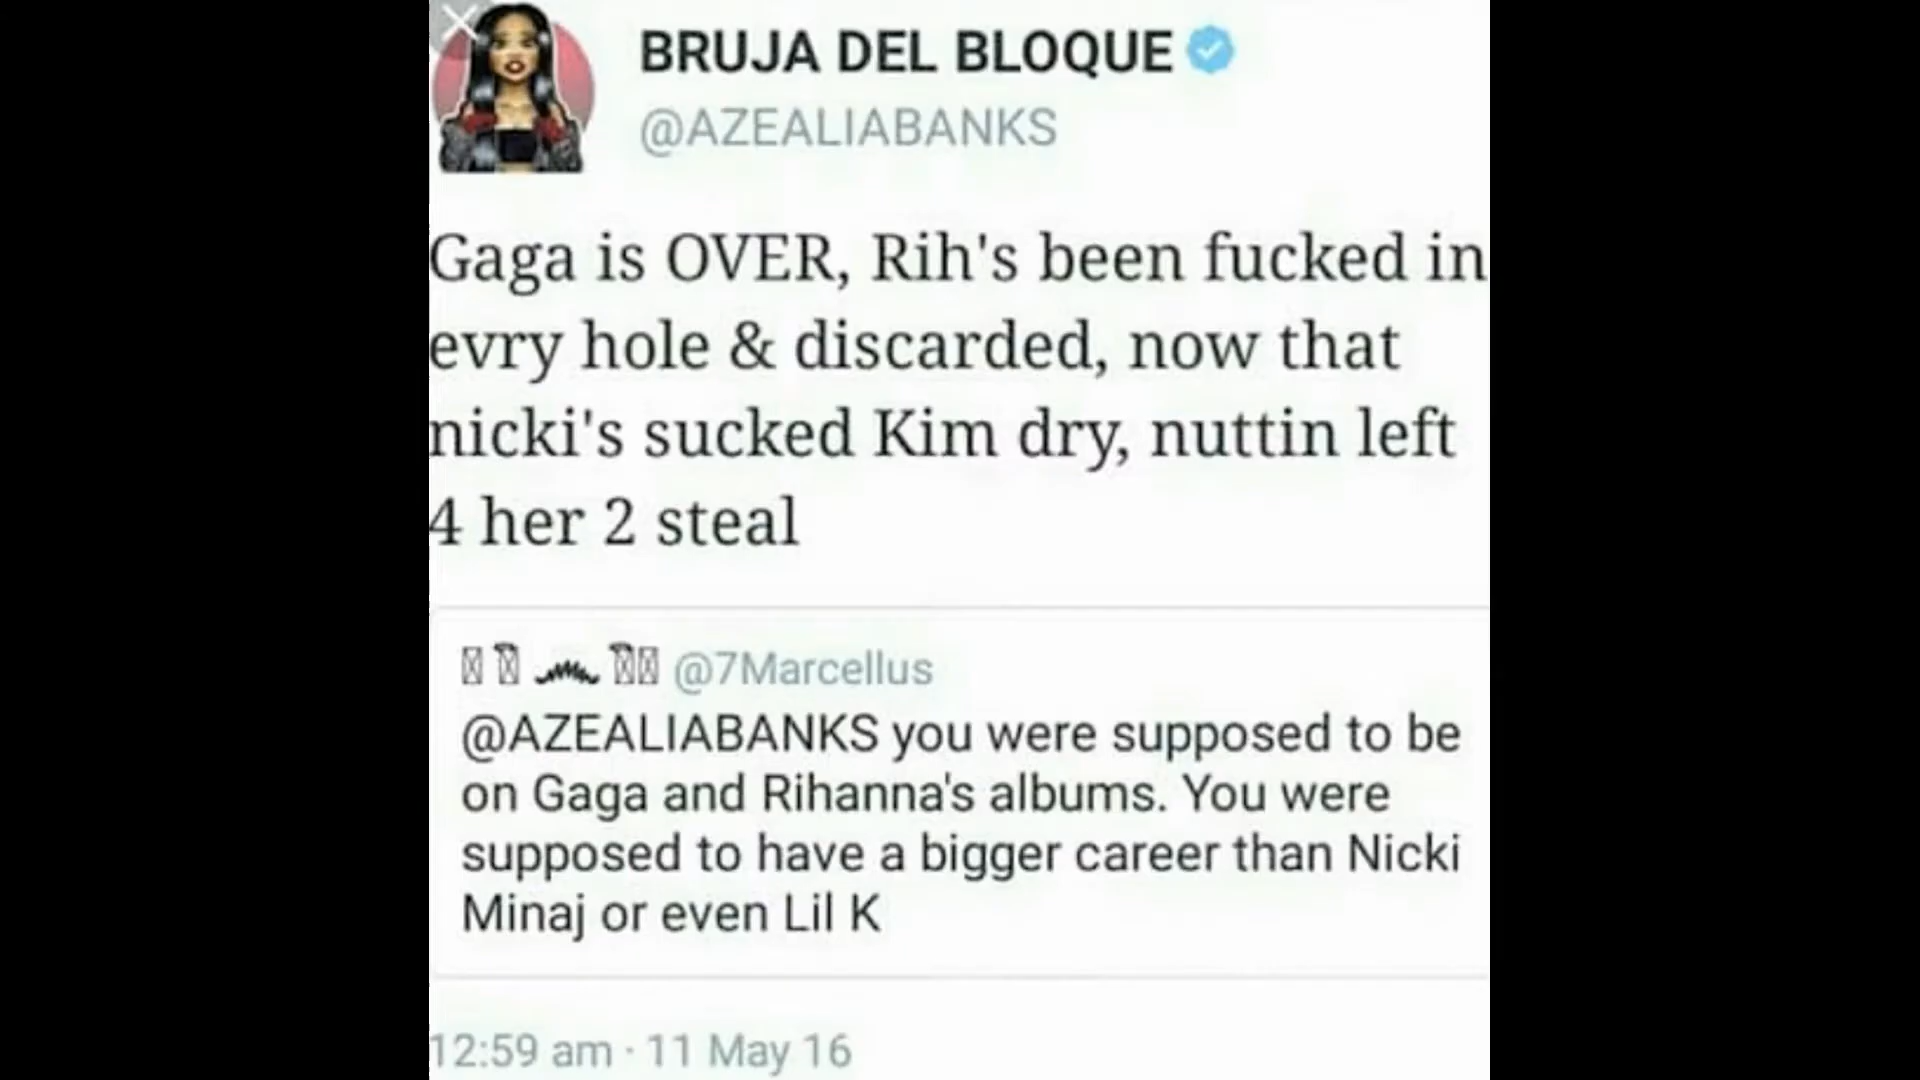 BRUJA DEL BLOQUE
@AZEALIABANKS
Gaga is OVER, Rih's been fucked in
evry hole & discarded, now that
nicki's sucked Kim dry, nuttin left
4 her 2 steal
@7Marcellus
@AZEALIABANKS you were supposed to be
on Gaga and Rihanna's albums. You were
supposed to have a bigger career than Nicki
Minaj or even Lil K
12:59 am · 11 May 16